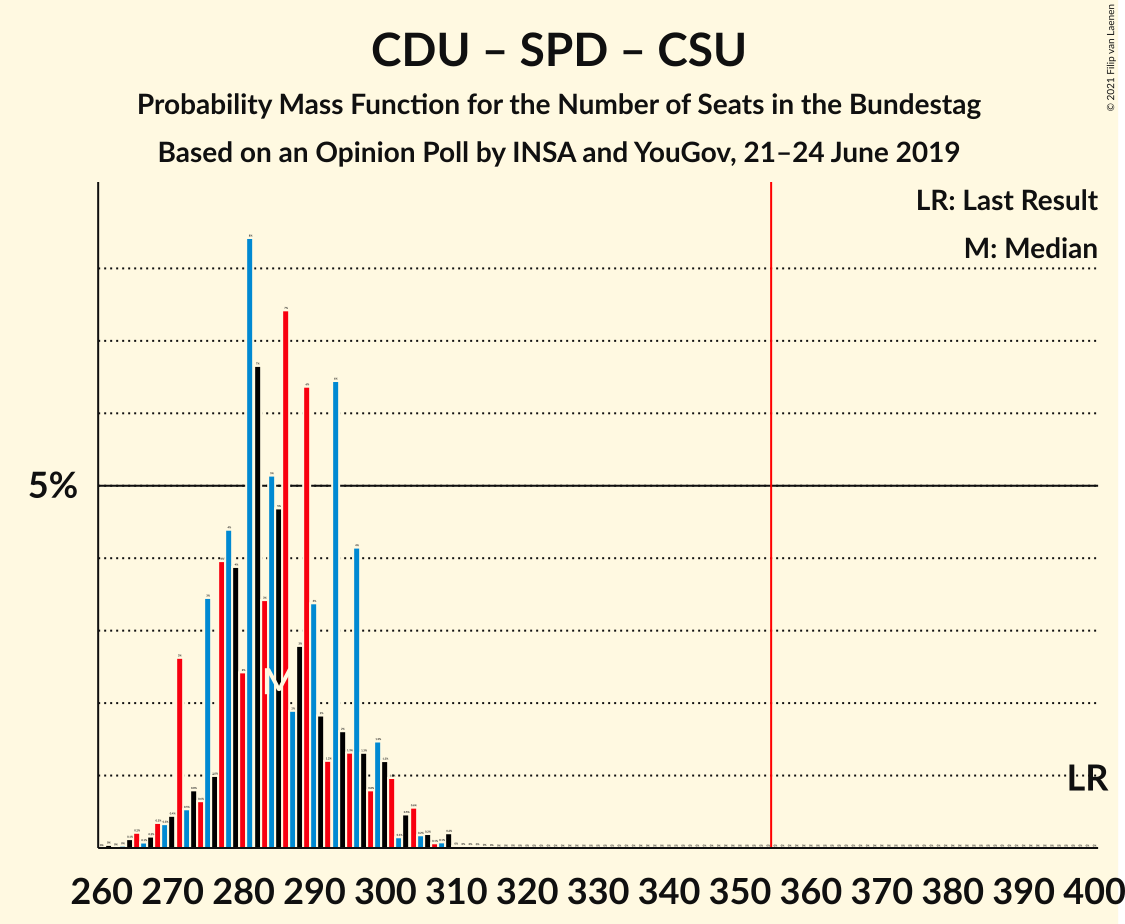 CDU – SPD – CSU
Probability Mass Function for the Number of Seats in the Bundestag
Based on an Opinion Poll by INSA and YouGov, 21–24 June 2019
© 2021 Filip van Laenen
LR: Last Result
M: Median
5%
M
LR
260 270 280 290 300 310 320 330 340 350 360 370 380 390 400